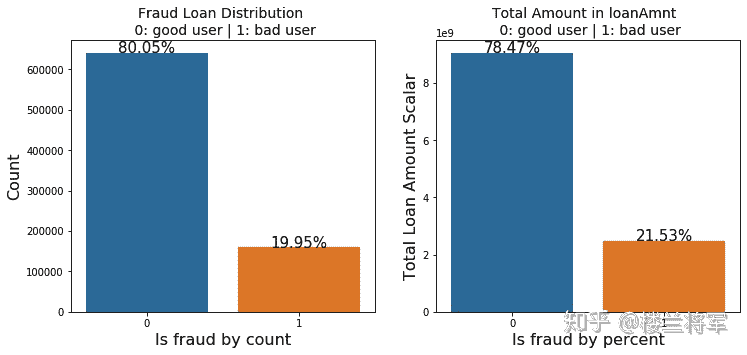 Fraud Loan Distribution
0: good user | 1: bad user
80.05%
19.95%
600000
500000
400000
300000
200000
100000
0
Count
0
1
Is fraud by count
Total Amount in loanAmnt
0: good user | 1: bad user
1e9
78.47%
21.53%
8
6
4
2
0
Total Loan Amount Scalar
0
1
Is fraud by percent
知乎 @楼兰将军